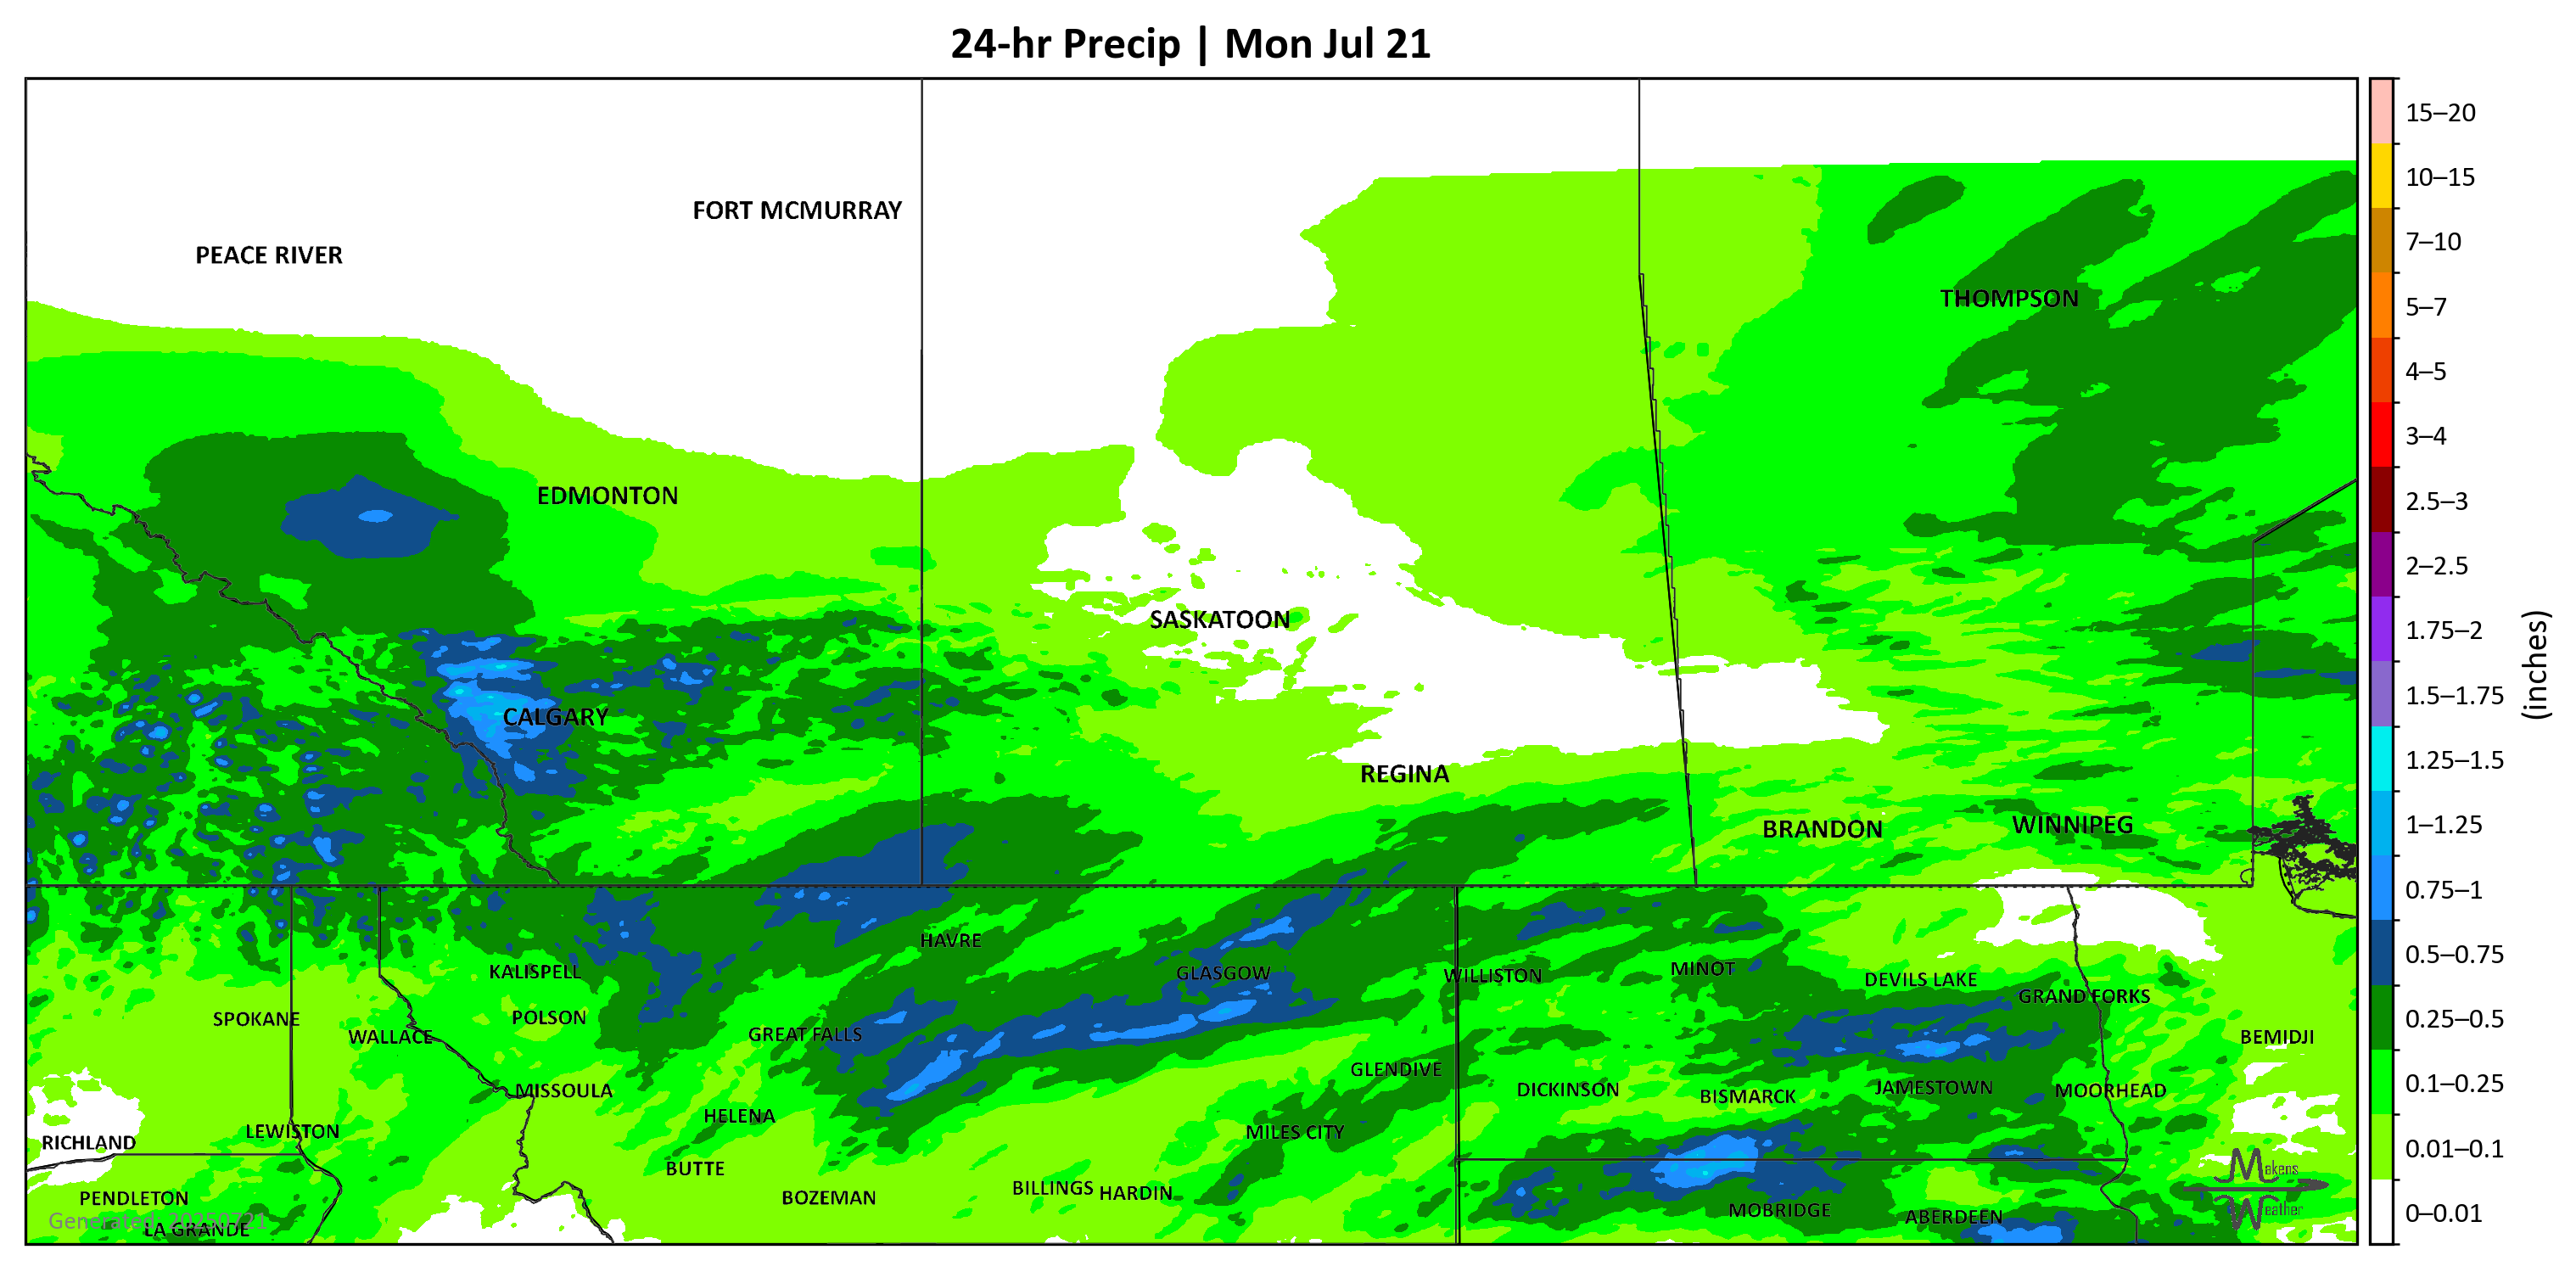 24-hr Precip | Mon Jul 21
15–20
FORT MCMURRAY
10–15
PEACE RIVER
7–10
THOMPSON
5–7
4–5
3–4
EDMONTON
2.5–3
2–2.5
SASKATOON
1.75–2
(inches)
CALGARY
1.5–1.75
REGINA
1.25–1.5
BRANDON
WINNIPEG
1–1.25
0.75–1
HAVRE
0.5–0.75
KALISPELL
GLASGOW
WILLISTON
MINOT
DEVILS LAKE
GRAND FORKS
SPOKANE
POLSON
0.25–0.5
WALLACE
GREAT FALLS
BEMIDJI
GLENDIVE
0.1–0.25
MISSOULA
DICKINSON
BISMARCK
JAMESTOWN
MOORHEAD
HELENA
LEWISTON
MILES CITY
RICHLAND
0.01–0.1
BUTTE
Makens
PENDLETON
BOZEMAN
BILLINGS
HARDIN
Weather
MOBRIDGE
ABERDEEN
0–0.01
Generated: 20250721
LA GRANDE